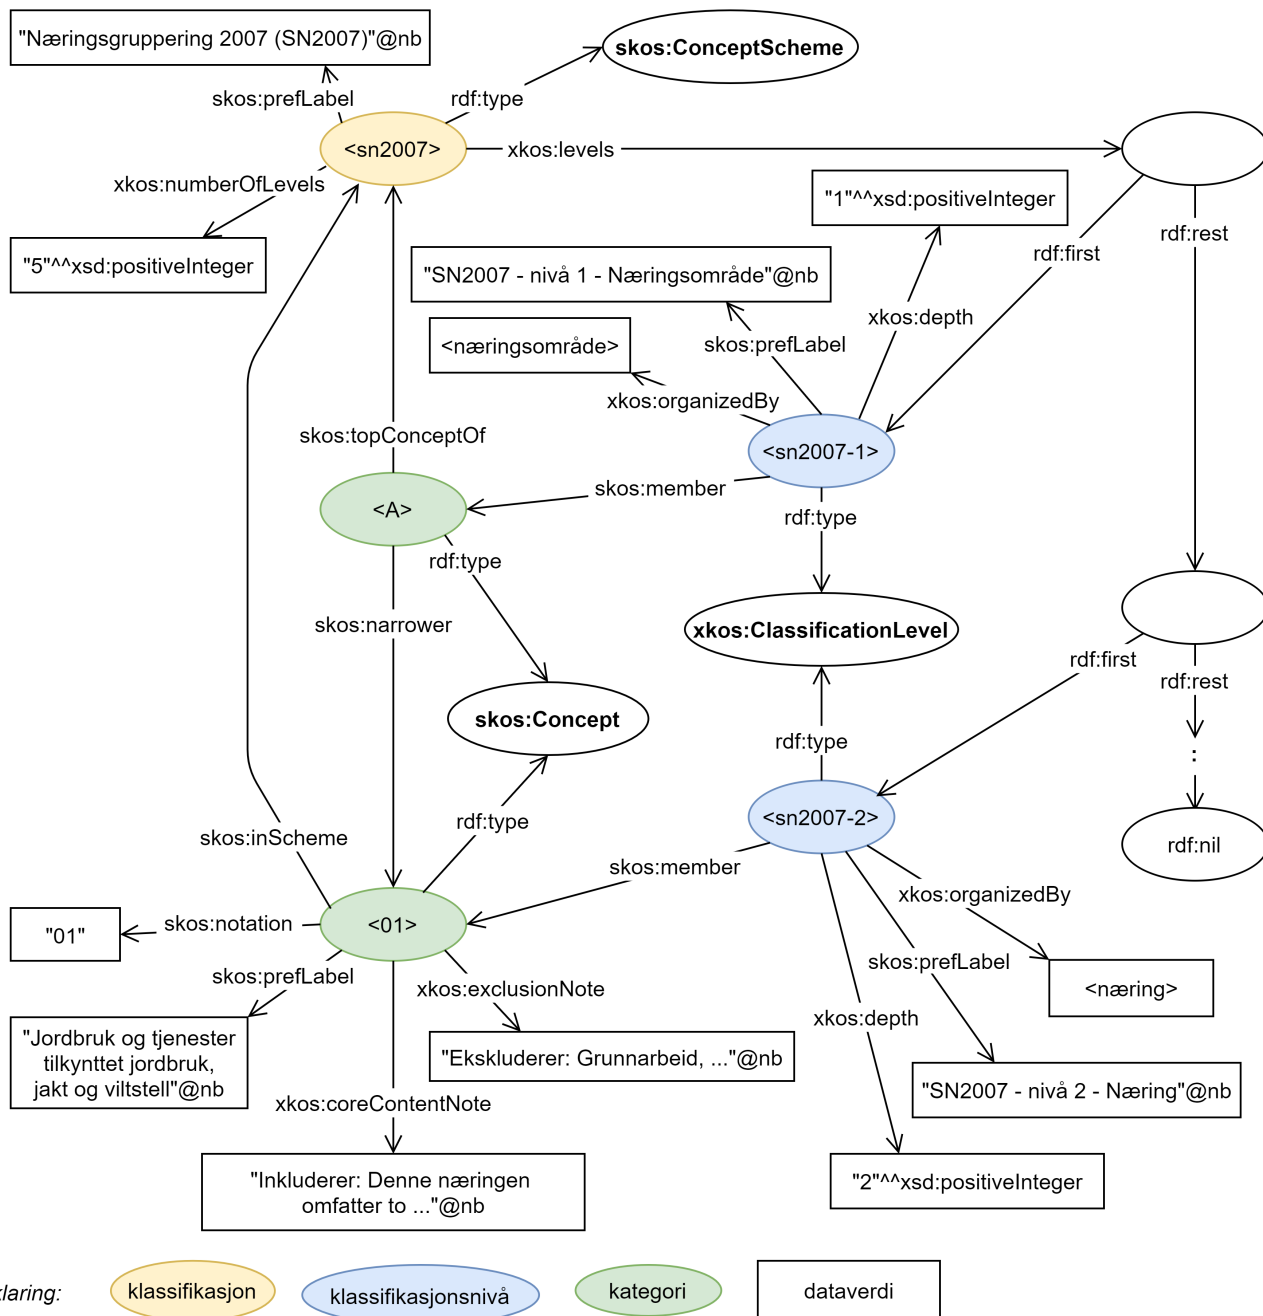 "Næringsgruppering 2007 (SN2007)"@nb
skos:ConceptScheme
skos:prefLabel
rdf:type
<sn2007>
xkos:levels
xkos:numberOfLevels
"1"^^xsd:positiveInteger
rdf:rest
"5"^^xsd:positiveInteger
rdf:first
"SN2007 - nivå 1 - Næringsområde"@nb
xkos:depth
<næringsområde>
skos:prefLabel
xkos:organizedBy
skos:topConceptOf
<sn2007-1>
skos:member
<A>
rdf:type
rdf:type
skos:narrower
xkos:ClassificationLevel
rdf:first
rdf:rest
skos:Concept
rdf:type
:
rdf:type
<sn2007-2>
skos:inScheme
rdf:nil
skos:member
xkos:organizedBy
"01"
skos:notation
<01>
skos:prefLabel
skos:prefLabel
xkos:exclusionNote
<næring>
xkos:depth
"Jordbruk og tjenester
tilkynttet jordbruk,
jakt og viltstell"@nb
"Ekskluderer: Grunnarbeid, ..."@nb
"SN2007 - nivå 2 - Næring"@nb
xkos:coreContentNote
"Inkluderer: Denne næringen
omfatter to ..."@nb
"2"^^xsd:positiveInteger
klaring:
klassifikasjon
klassifikasjonsnivå
kategori
dataverdi